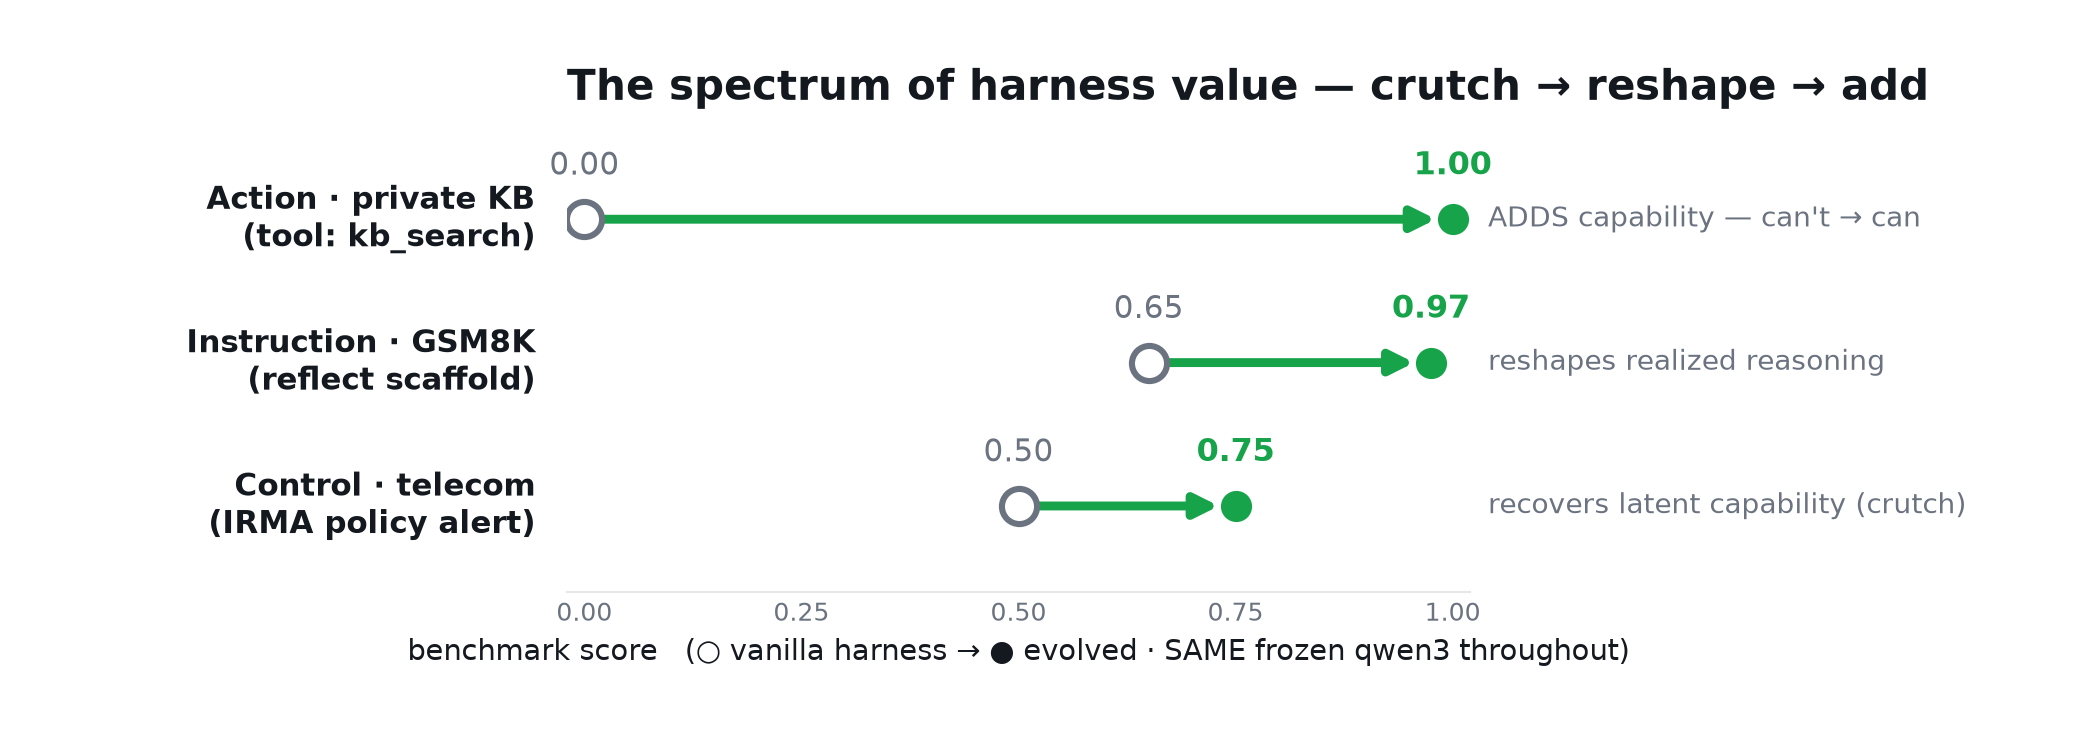 The spectrum of harness value — crutch → reshape → add
0.00
1.00
Action · private KB
(tool: kb_search)
ADDS capability — can't → can
0.65
0.97
Instruction · GSM8K
(reflect scaffold)
reshapes realized reasoning
0.50
0.75
Control · telecom
(IRMA policy alert)
recovers latent capability (crutch)
0.00 0.25 0.50 0.75 1.00
benchmark score (○ vanilla harness → ● evolved · SAME frozen qwen3 throughout)